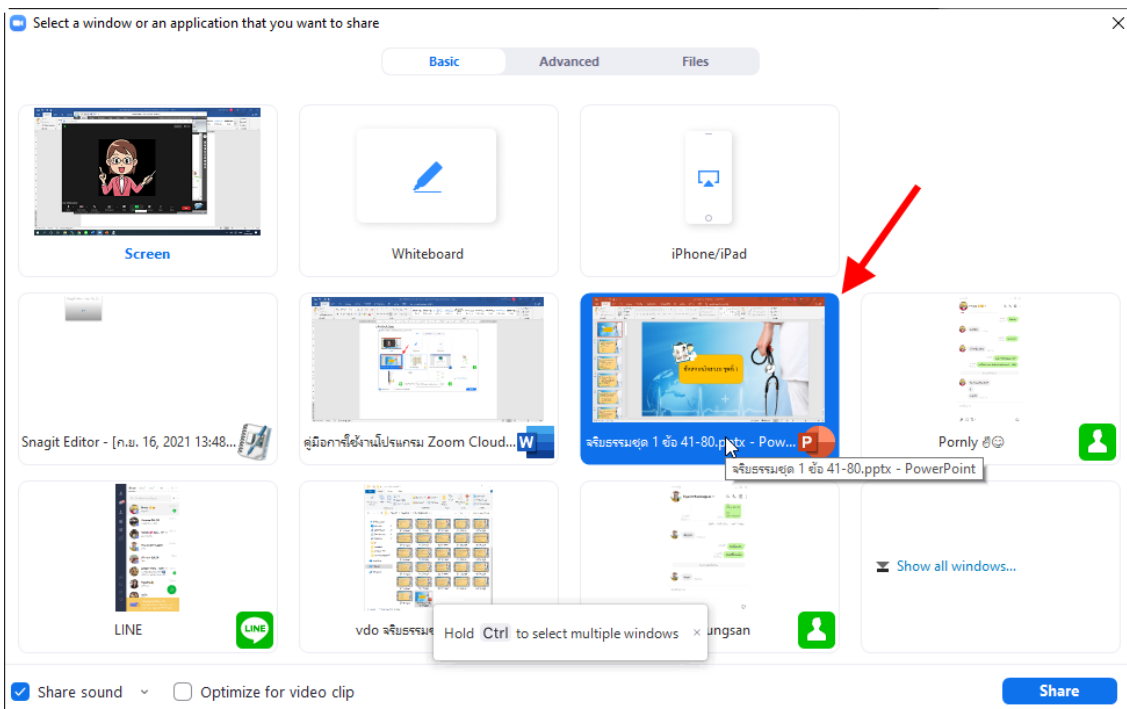 Select a window or an application that you want to share
Basic
Advanced
Files
Screen
Whiteboard
iPhone/iPad
Snagit Editor - [ก.ย. 16, 2021 13:48...
คู่มือการใช้งานโปรแกรม Zoom Cloud...
W
จริยธรรมชุด 1 ข้อ 41-80.pptx - Pow...
P
Pornly
จริยธรรมชุด 1 ข้อ 41-80.pptx - PowerPoint
Show all windows...
LINE
LINE
vdo
Hold Ctrl to select multiple windows
ungsan
Share sound
Optimize for video clip
Share